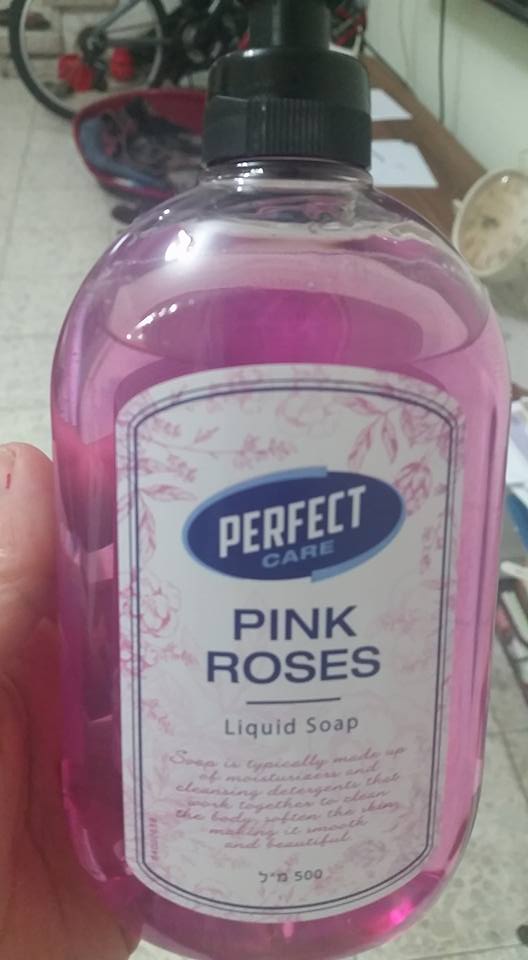 PERFECT
CARE
PINK
ROSES
Liquid Soap
Soap is typically made up
of moisturizers and
cleansing detergents that
work together to clean
the body, soften the skin,
making it smooth
and beautiful
500 מ״ל